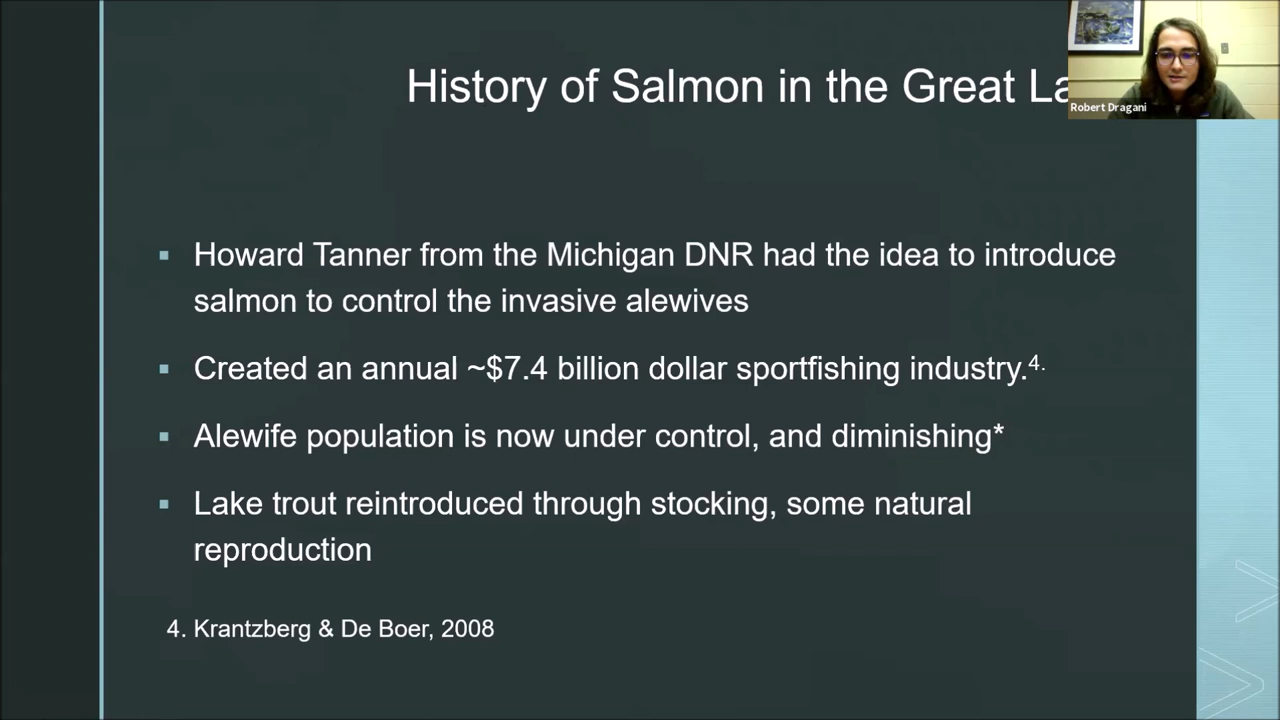 History of Salmon in the Great La
Robert Dragani
▪ Howard Tanner from the Michigan DNR had the idea to introduce
salmon to control the invasive alewives
▪ Created an annual ~$7.4 billion dollar sportfishing industry.4.
▪ Alewife population is now under control, and diminishing*
▪ Lake trout reintroduced through stocking, some natural
reproduction
4. Krantzberg & De Boer, 2008